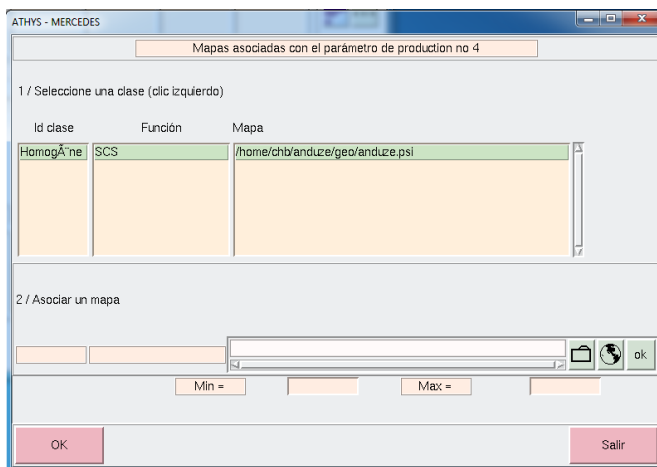 ATHYS - MERCEDES
Mapas asociadas con el parámetro de production no 4
1 / Seleccione una clase (clic izquierdo)
Id clase Función Mapa
HomogÃ¨ne SCS /home/chb/anduze/geo/anduze.psi
2 / Asociar un mapa
ok
Min = Max =
OK Salir